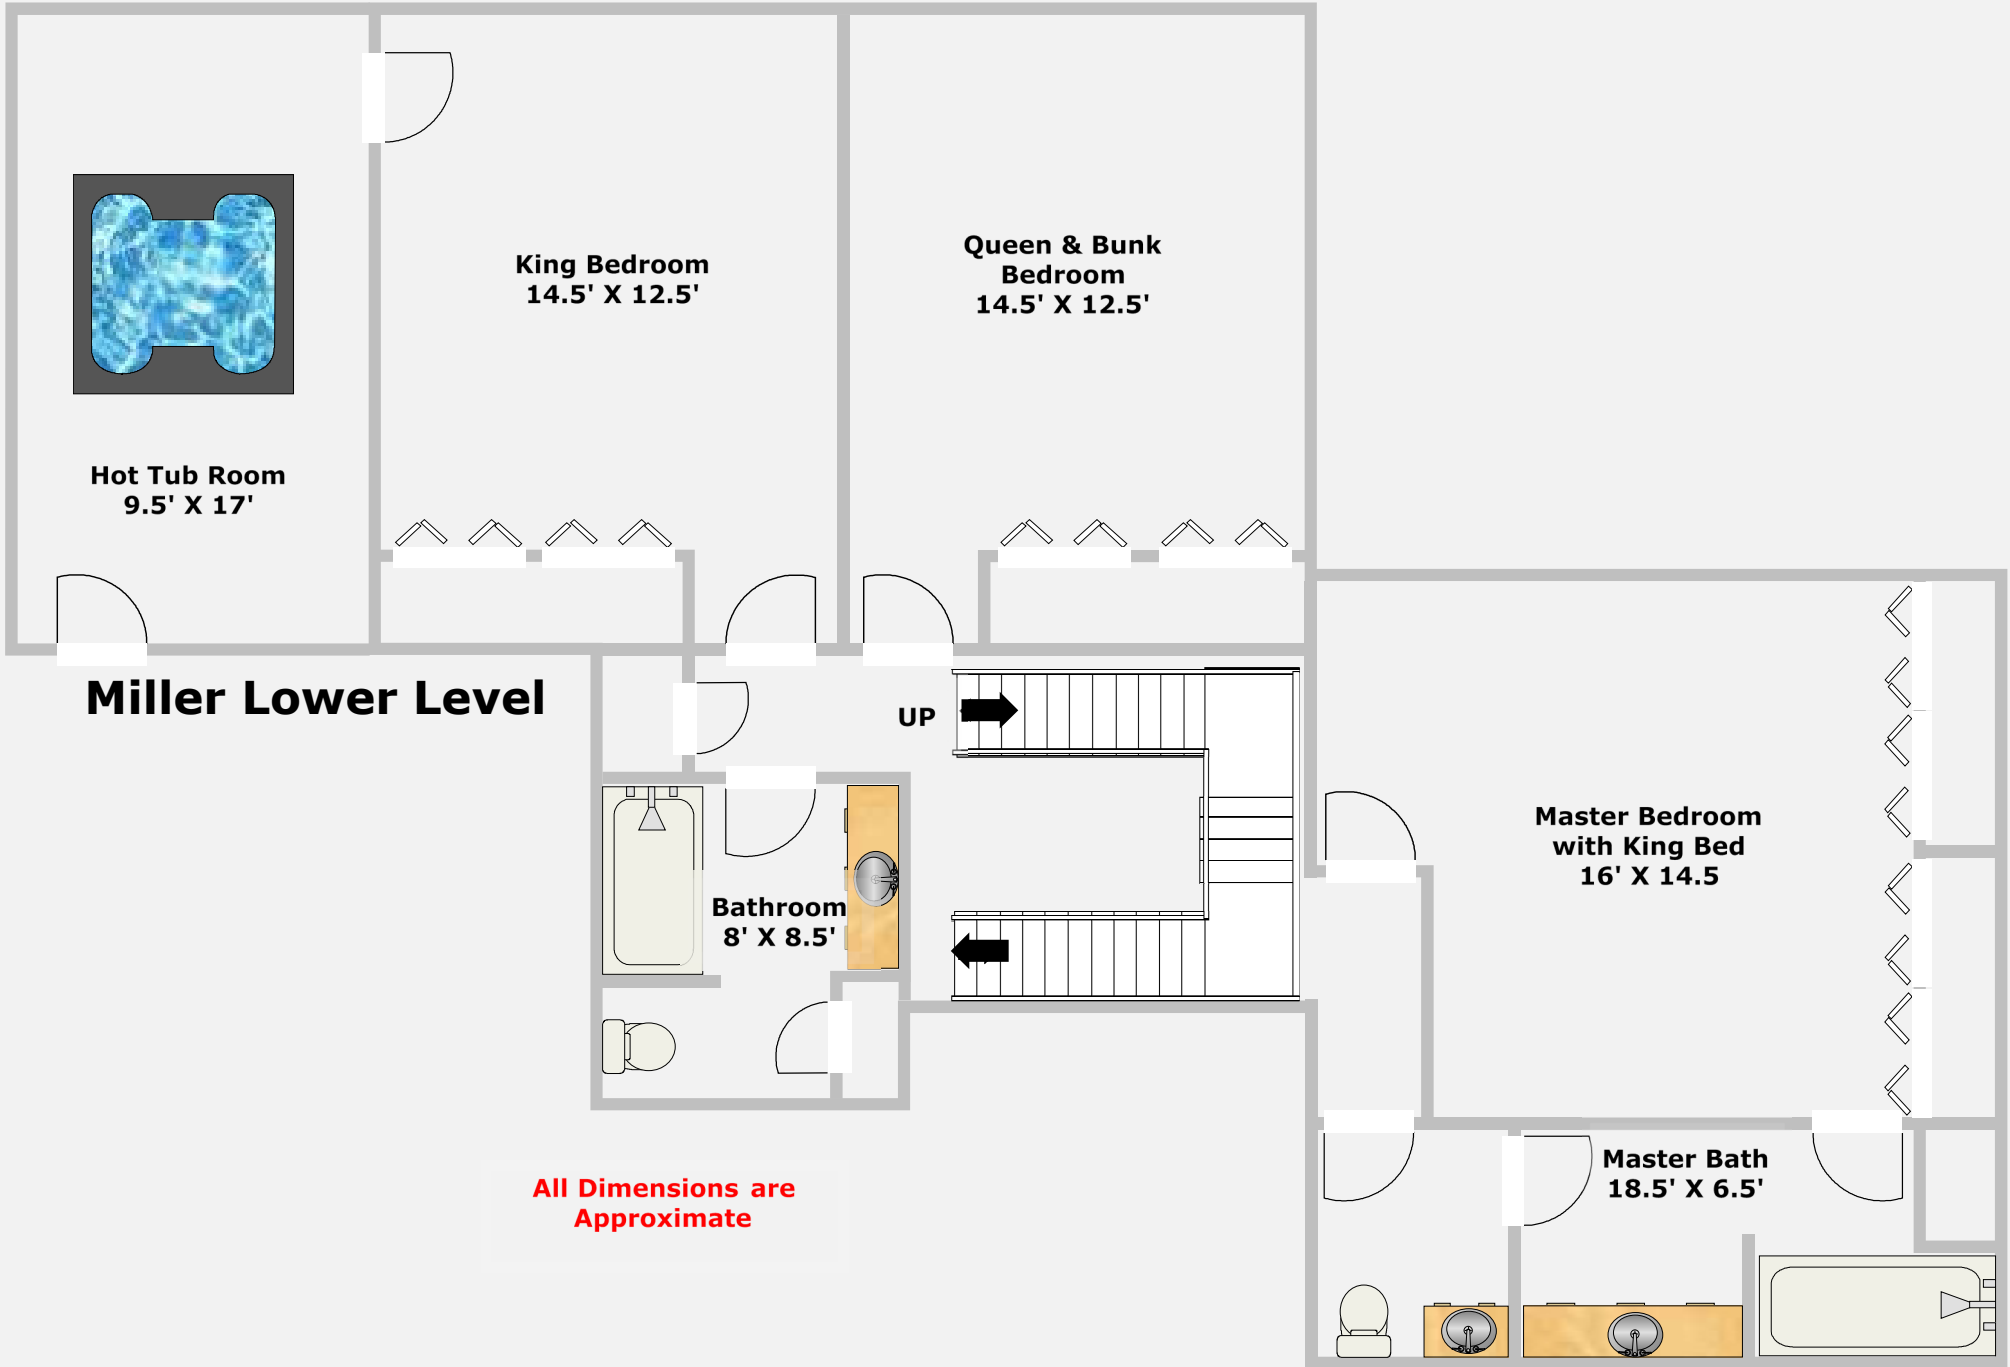 King Bedroom
14.5' X 12.5'
Queen & Bunk
Bedroom
14.5' X 12.5'
Hot Tub Room
9.5' X 17'
Miller Lower Level
UP
Master Bedroom
with King Bed
16' X 14.5
Bathroom
8' X 8.5'
Master Bath
18.5' X 6.5'
All Dimensions are
Approximate